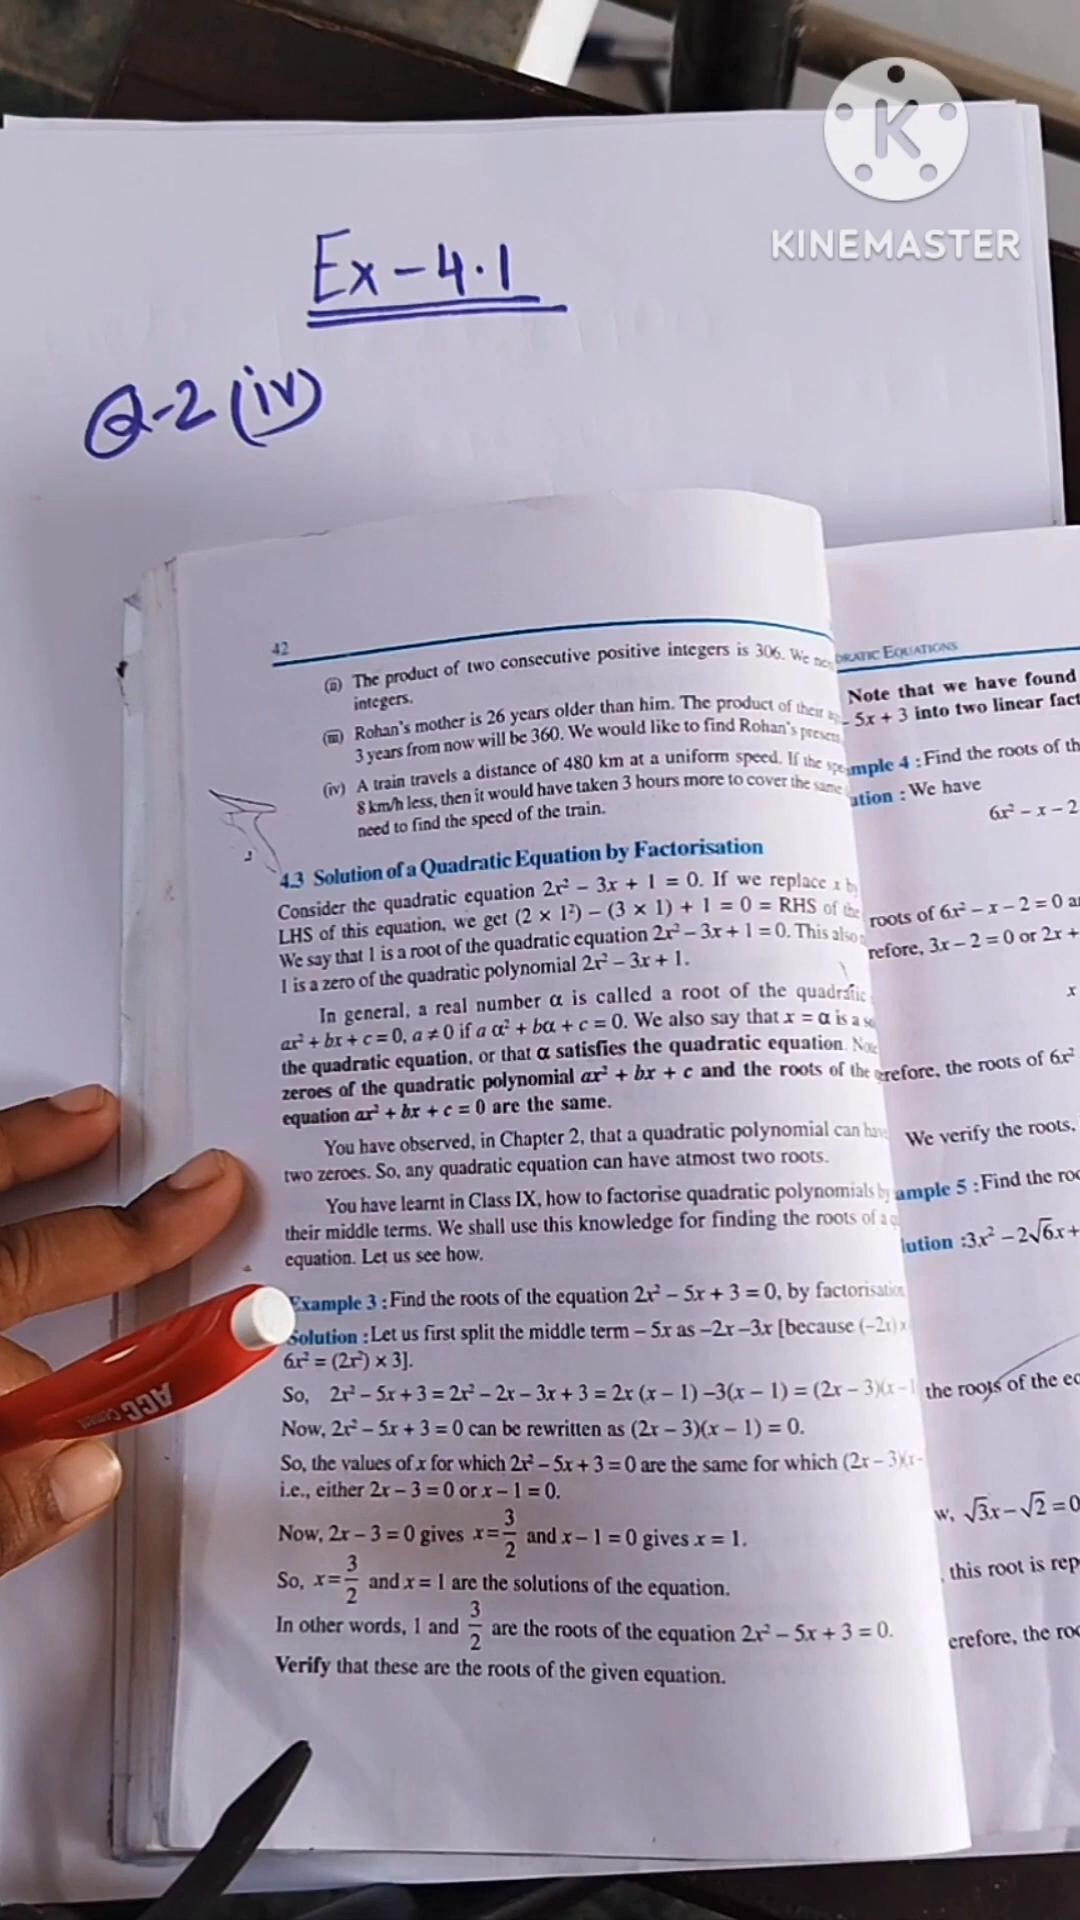 KINEMASTER
Ex-4.1
Q-2 (iv)
42
(ii) The product of two consecutive positive integers is 306. We
integers.
(iii) Rohan's mother is 26 years older than him. The product of their
3 years from now will be 360. We would like to find Rohan's
(iv) A train travels a distance of 480 km at a uniform speed. If the
8 km/h less, then it would have taken 3 hours more to cover the same
need to find the speed of the train.
4.3 Solution of a Quadratic Equation by Factorisation
Consider the quadratic equation 2x² – 3x + 1 = 0. If we replace x by
LHS of this equation, we get (2 × 1²) – (3 × 1) + 1 = 0 = RHS of the
We say that 1 is a root of the quadratic equation 2x² – 3x + 1 = 0. This also
1 is a zero of the quadratic polynomial 2x² – 3x + 1.
In general, a real number α is called a root of the quadratic
ax² + bx + c = 0, a ≠ 0 if a α² + bα + c = 0. We also say that x = α is a
the quadratic equation, or that α satisfies the quadratic equation.
zeroes of the quadratic polynomial ax² + bx + c and the roots of the
equation ax² + bx + c = 0 are the same.
You have observed, in Chapter 2, that a quadratic polynomial can have
two zeroes. So, any quadratic equation can have atmost two roots.
You have learnt in Class IX, how to factorise quadratic polynomials by
their middle terms. We shall use this knowledge for finding the roots of a
equation. Let us see how.
Example 3 : Find the roots of the equation 2x² – 5x + 3 = 0, by factorisation
Solution : Let us first split the middle term – 5x as –2x –3x [because (–2x) ×
6x² = (2x²) × 3].
So, 2x² – 5x + 3 = 2x² – 2x – 3x + 3 = 2x (x – 1) –3(x – 1) = (2x – 3)(x – 1
Now, 2x² – 5x + 3 = 0 can be rewritten as (2x – 3)(x – 1) = 0.
So, the values of x for which 2x² – 5x + 3 = 0 are the same for which (2x – 3)(x –
i.e., either 2x – 3 = 0 or x – 1 = 0.
Now, 2x – 3 = 0 gives x = 3/2 and x – 1 = 0 gives x = 1.
So, x = 3/2 and x = 1 are the solutions of the equation.
In other words, 1 and 3/2 are the roots of the equation 2x² – 5x + 3 = 0.
Verify that these are the roots of the given equation.
DRATIC EQUATIONS
Note that we have found
– 5x + 3 into two linear fact
mple 4 : Find the roots of th
ution : We have
6x² – x – 2
roots of 6x² – x – 2 = 0 a
refore, 3x – 2 = 0 or 2x +
x
erefore, the roots of 6x²
We verify the roots,
ample 5 : Find the roo
lution : 3x² – 2√6x +
the roots of the eq
w, √3x – √2 = 0
, this root is rep
erefore, the roo
AGC